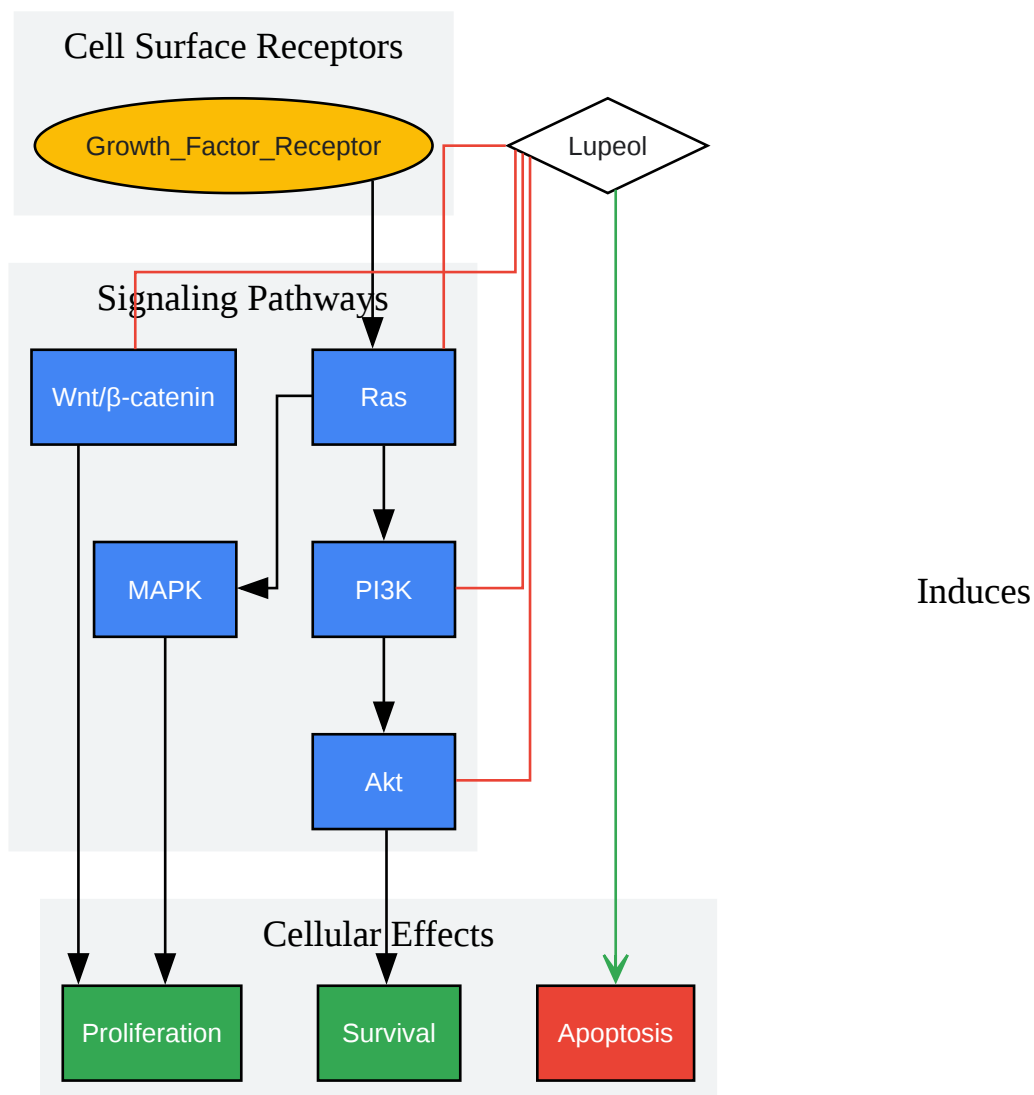 Cell Surface Receptors
Growth_Factor_Receptor
Lupeol
Signaling Pathways
Wnt/β-catenin
Ras
MAPK
PI3K
Induces
Akt
Cellular Effects
Proliferation
Survival
Apoptosis